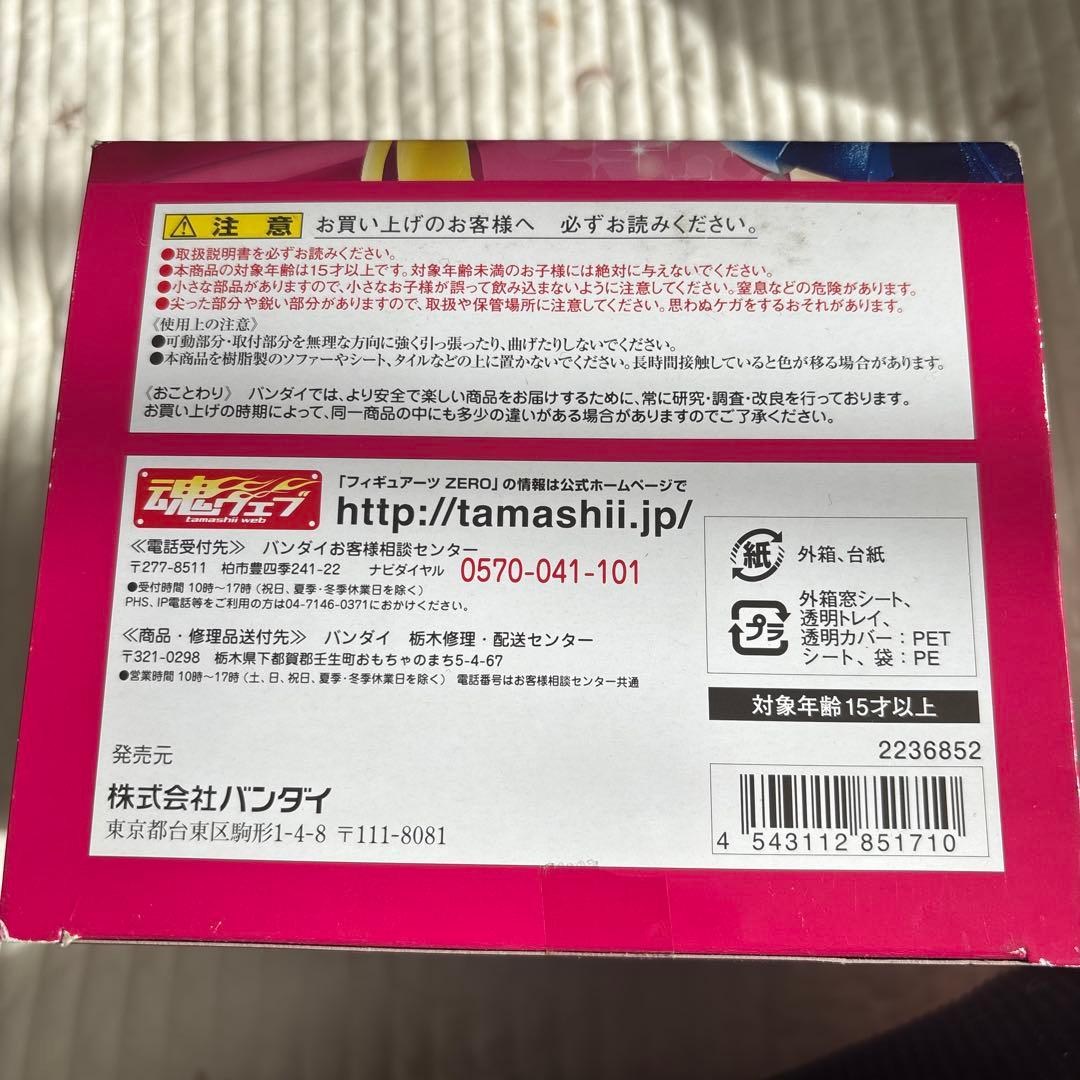 注意 お買い上げのお客様へ 必ずお読みください。
●取扱説明書を必ずお読みください。
●本商品の対象年齢は15才以上です。対象年齢未満のお子様には絶対に与えないでください。
●小さな部品がありますので、小さなお子様が誤って飲み込まないように注意してください。窒息などの危険があります。
●尖った部分や鋭い部分がありますので、取扱や保管場所に注意してください。思わぬケガをするおそれがあります。
《使用上の注意》
●可動部分・取付部分を無理な方向に強く引っ張ったり、曲げたりしないでください。
●本商品を樹脂製のソファーやシート、タイルなどの上に置かないでください。長時間接触していると色が移る場合があります。
《おことわり》 バンダイでは、より安全で楽しい商品をお届けするために、常に研究・調査・改良を行っております。
お買い上げの時期によって、同一商品の中にも多少の違いがある場合がありますのでご了承ください。
魂ウェブ
tamashii web
「フィギュアーツ ZERO」の情報は公式ホームページで
http://tamashii.jp/
≪電話受付先≫ バンダイお客様相談センター
〒277-8511 柏市豊四季241-22 ナビダイヤル 0570-041-101
●受付時間 10時〜17時 (祝日、夏季・冬季休業日を除く)
PHS、IP電話等をご利用の方は04-7146-0371におかけください。
≪商品・修理品送付先≫ バンダイ 栃木修理・配送センター
〒321-0298 栃木県下都賀郡壬生町おもちゃのまち5-4-67
●営業時間 10時〜17時 (土、日、祝日、夏季・冬季休業日を除く) 電話番号はお客様相談センター共通
紙 外箱、台紙
プラ
外箱窓シート、
透明トレイ、
透明カバー：PET
シート、袋：PE
対象年齢15才以上
2236852
4 543112 851710
発売元
株式会社バンダイ
東京都台東区駒形1-4-8 〒111-8081